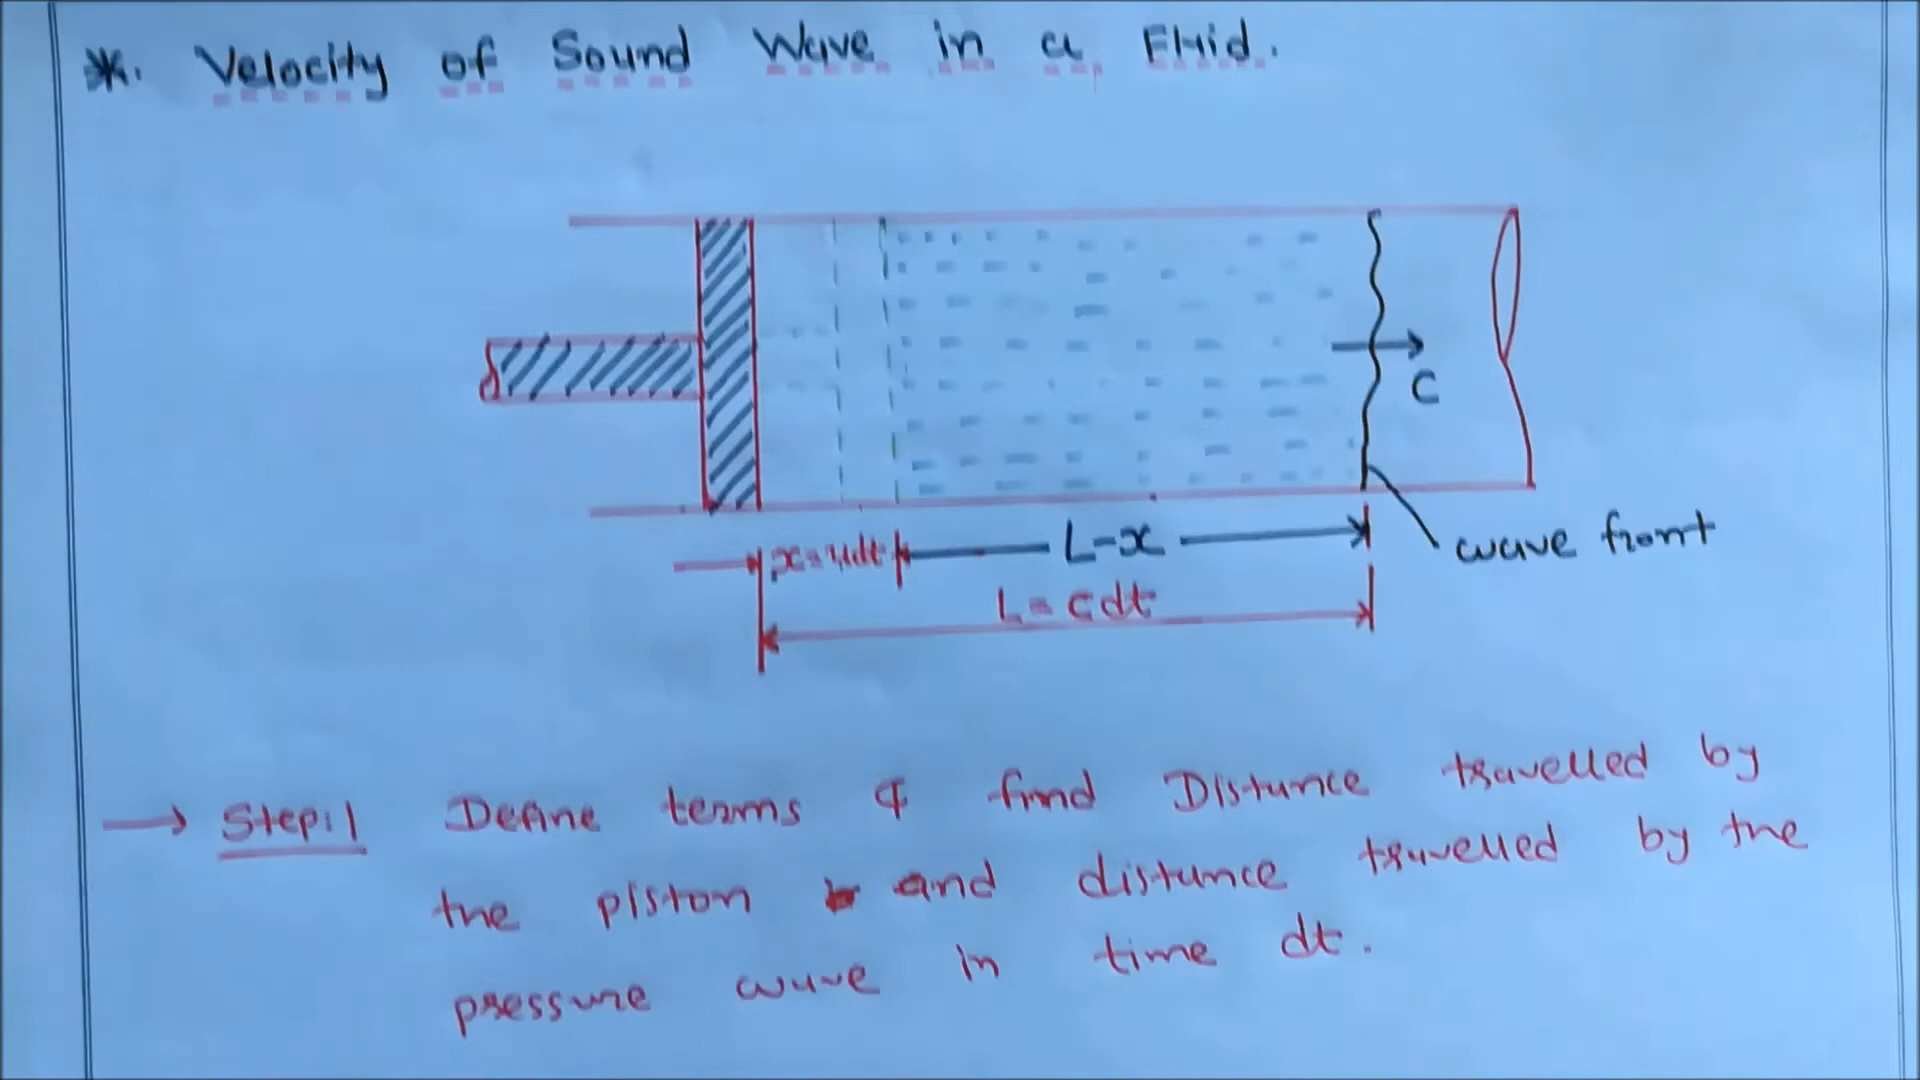 *. Velocity of Sound Wave in a Fluid.
C
x=udt
L-x
wave front
L = cdt
→ Step:1 Define terms & find Distance travelled by
the piston and distance travelled by the
pressure wave in time dt.